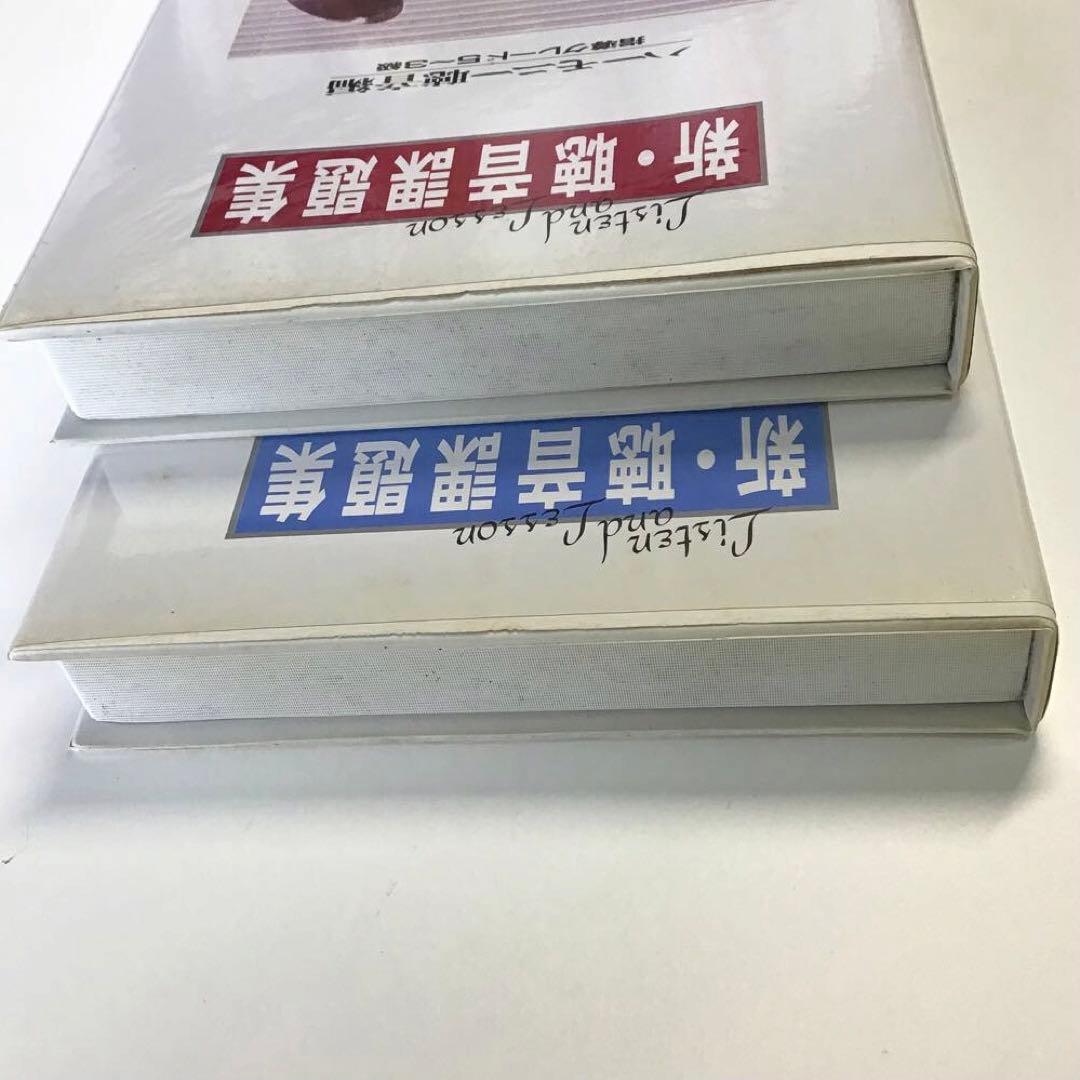 Listen
and Lesson
新・聴音課題集
ハーモニー聴音編
指導グレード5〜3級
Listen
and Lesson
新・聴音課題集